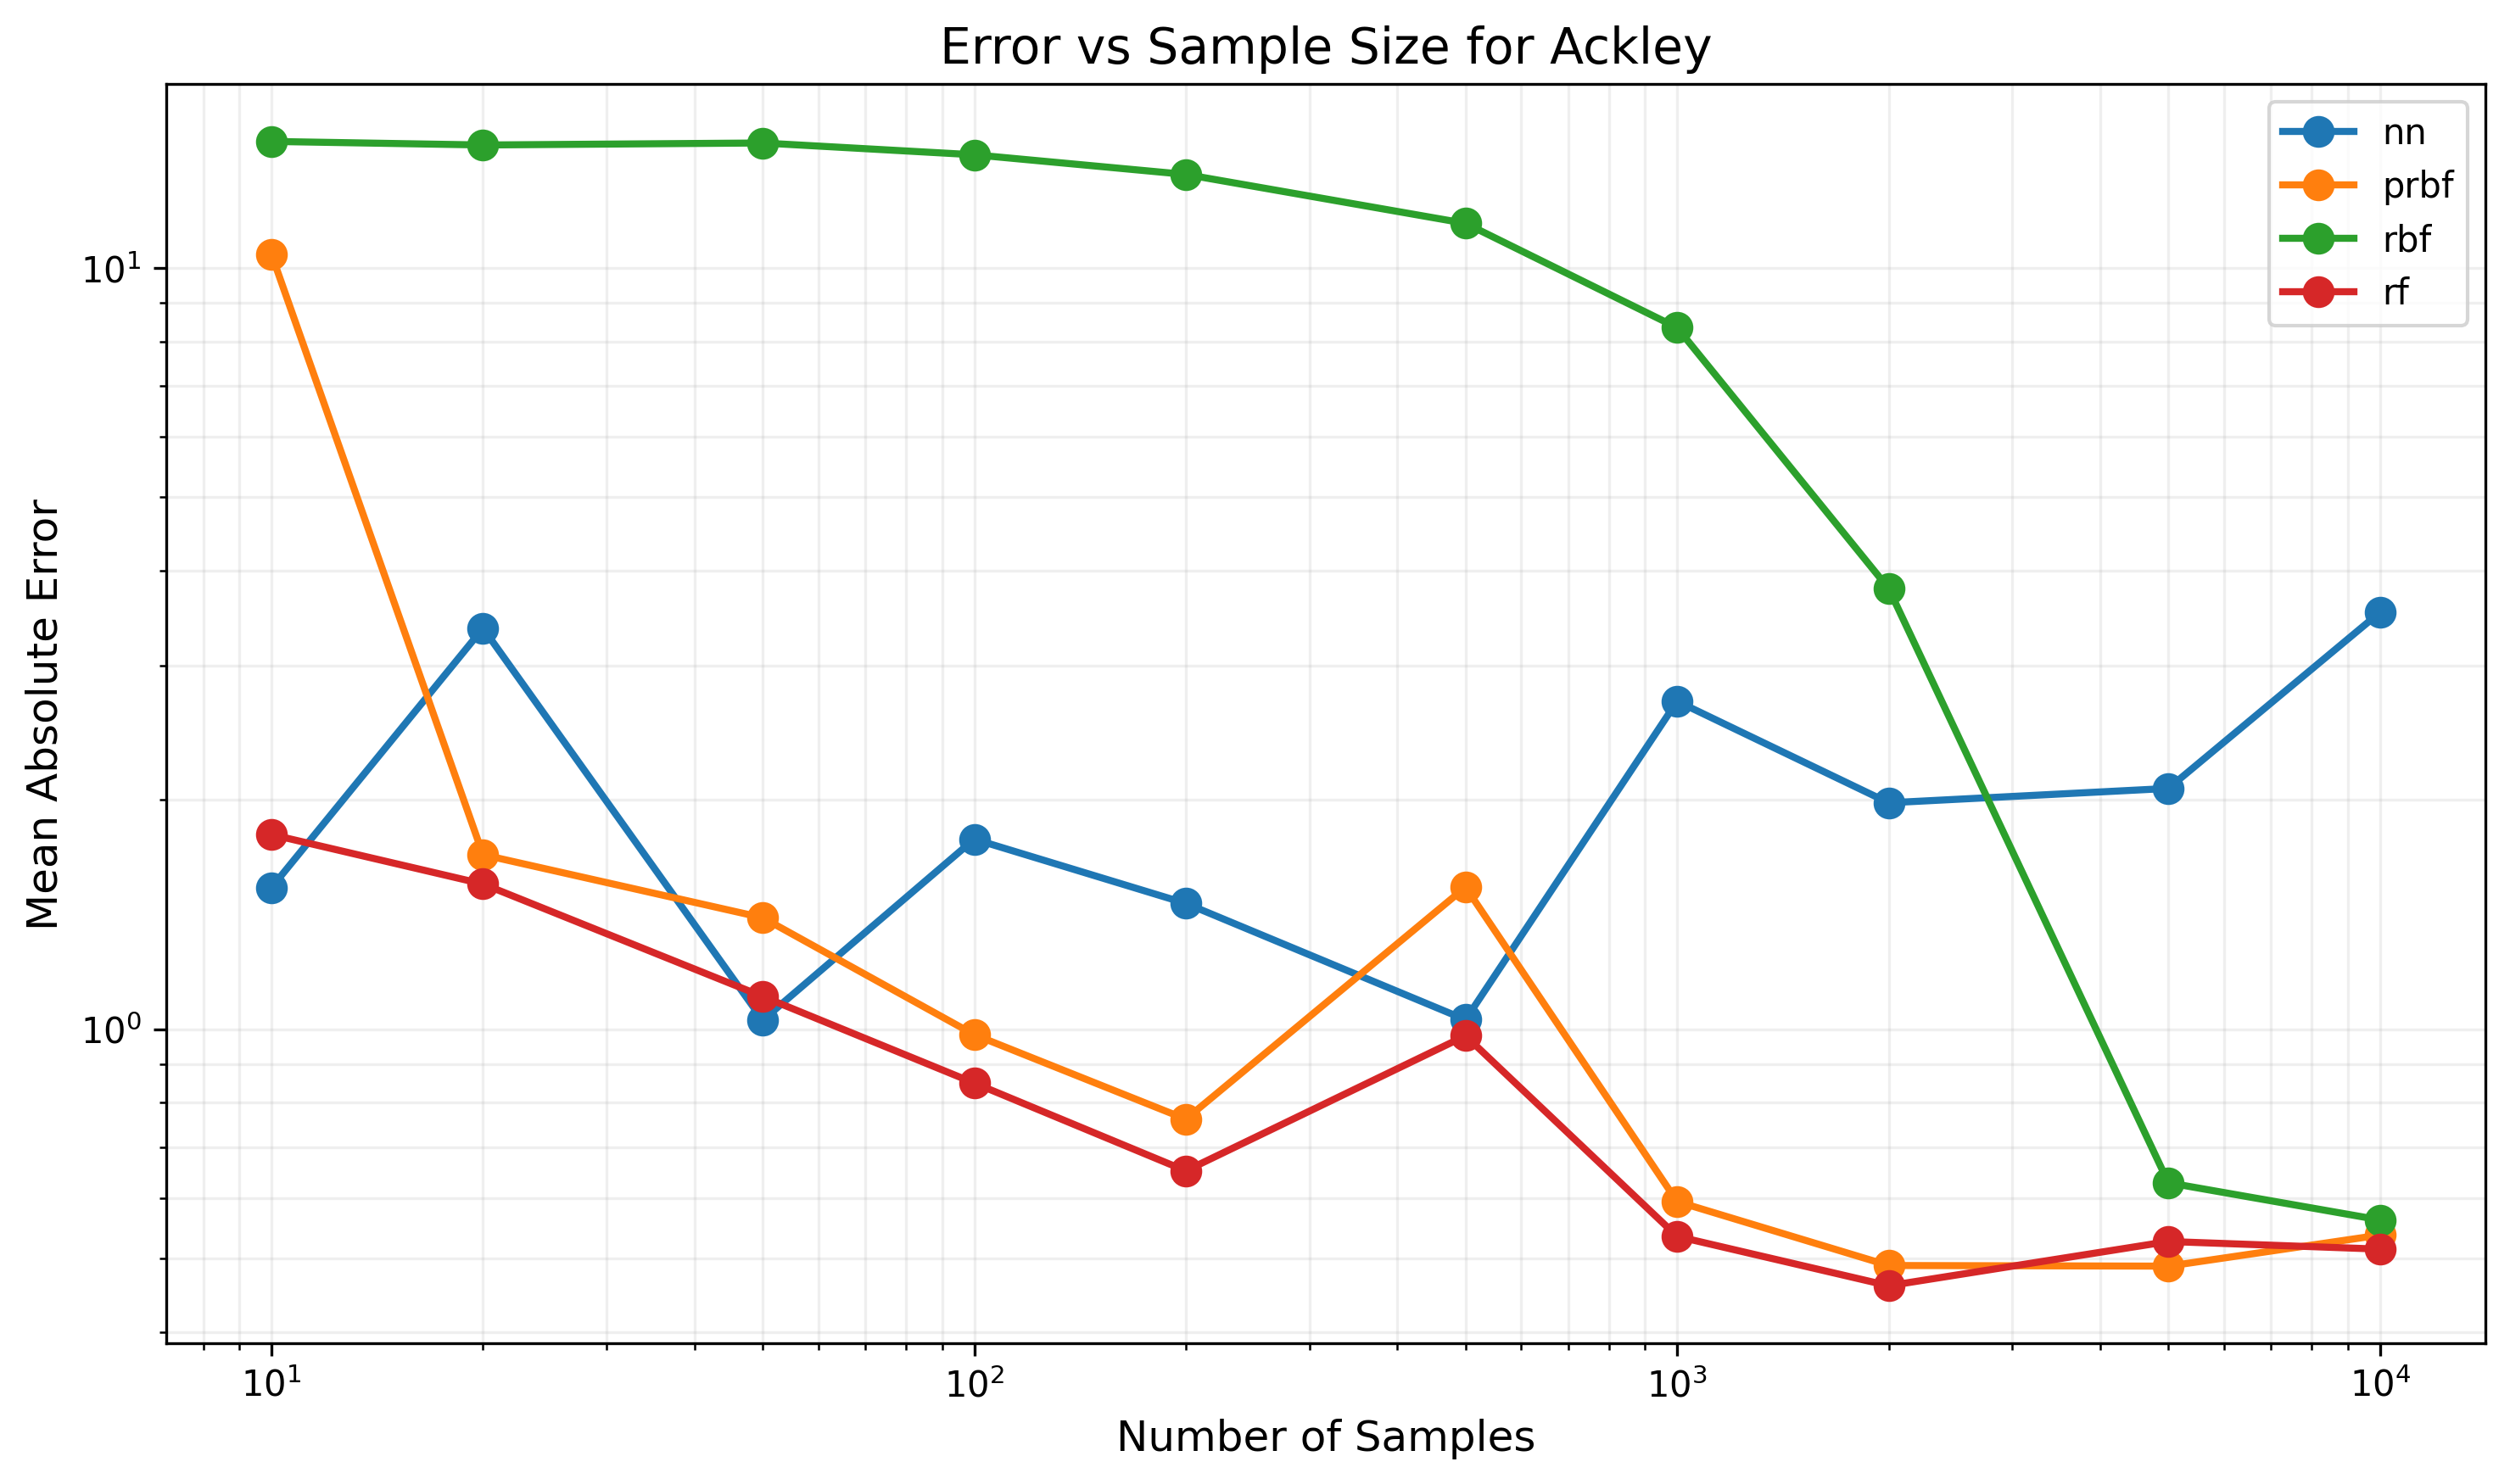 Error vs Sample Size for Ackley
nn
prbf
rbf
rf
Mean Absolute Error
10¹
10⁰
10¹ 10² 10³ 10⁴
Number of Samples